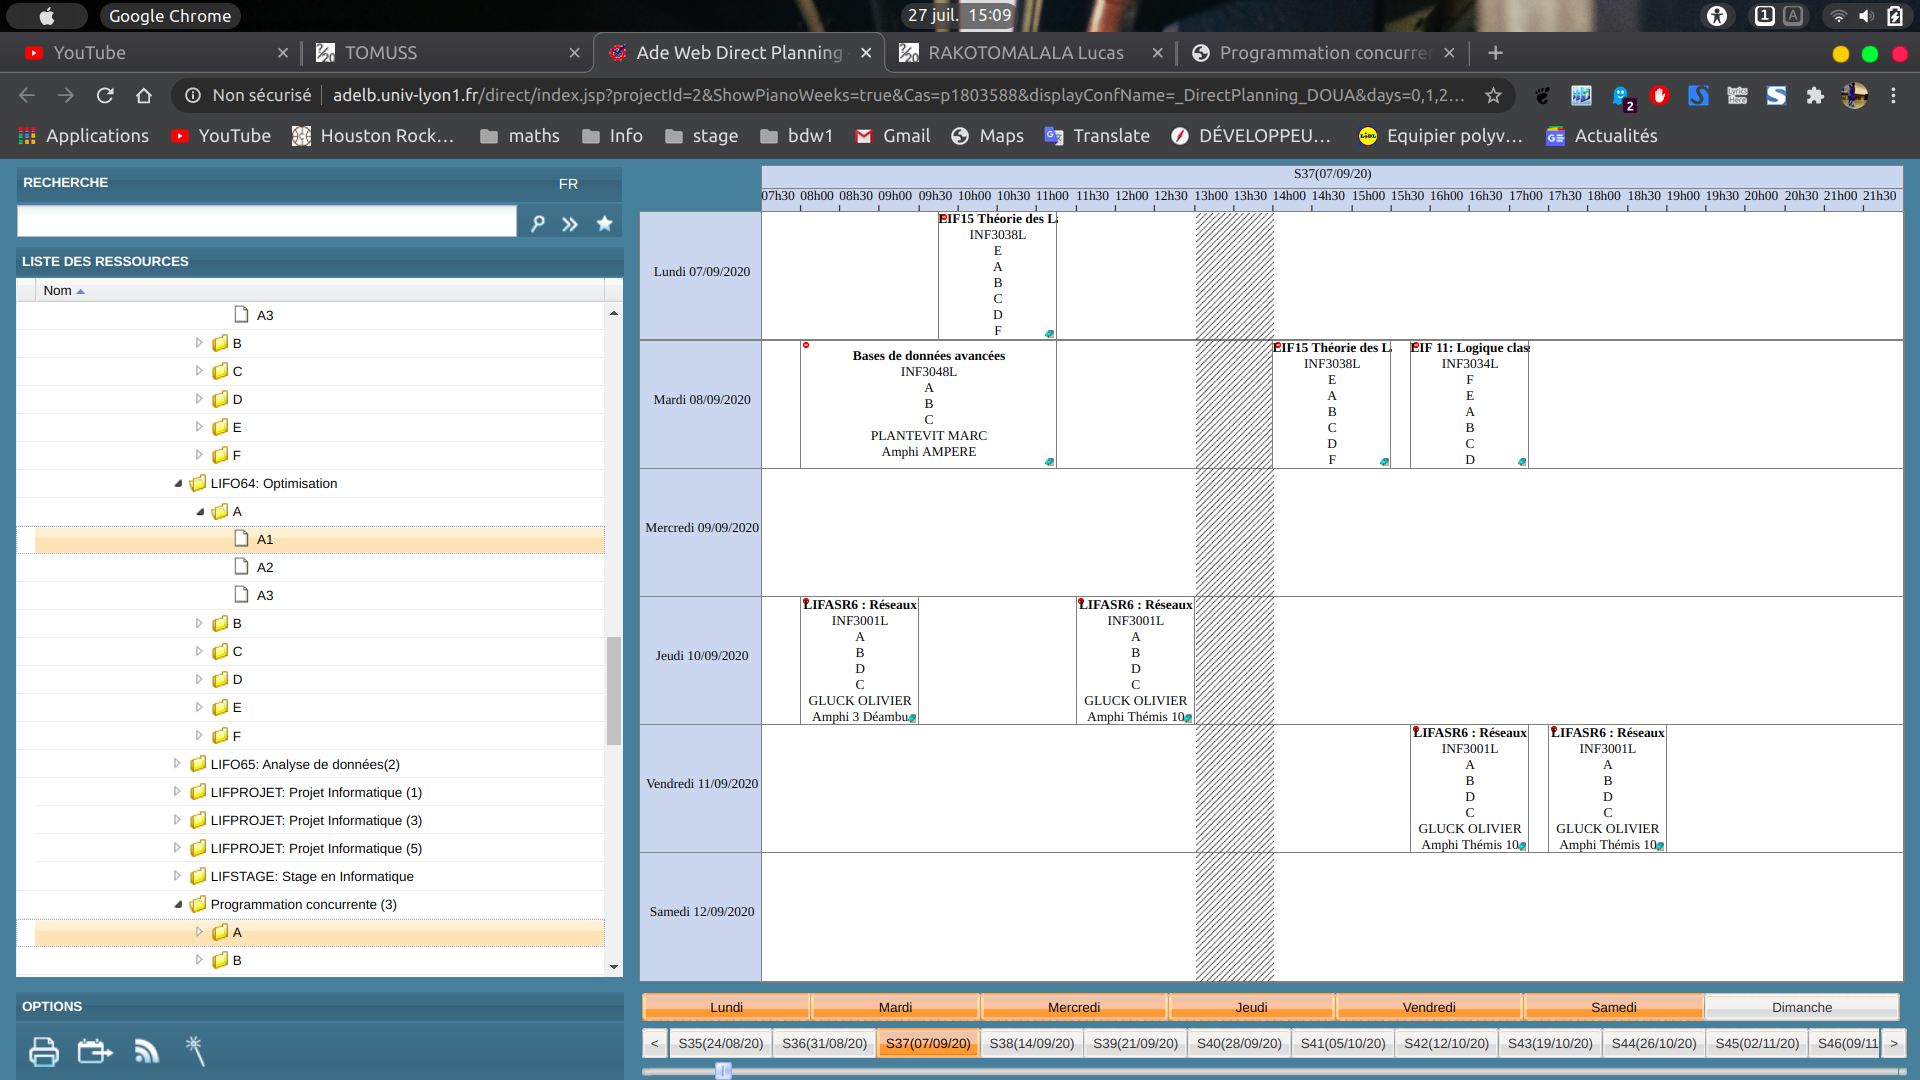 Google Chrome
27 juil. 15:09
1 A
YouTube
TOMUSS
Ade Web Direct Planning
RAKOTOMALALA Lucas
Programmation concurre
Non sécurisé
adelb.univ-lyon1.fr/direct/index.jsp?projectId=2&ShowPianoWeeks=true&Cas=p1803588&displayConfName=_DirectPlanning_DOUA&days=0,1,2...
2
Applications
YouTube
Houston Rock...
maths
Info
stage
bdw1
Gmail
Maps
Translate
DÉVELOPPEU...
Equipier polyv...
Actualités
RECHERCHE
FR
LISTE DES RESSOURCES
Nom
A3
B
C
D
E
F
LIFO64: Optimisation
A
A1
A2
A3
B
C
D
E
F
LIFO65: Analyse de données(2)
LIFPROJET: Projet Informatique (1)
LIFPROJET: Projet Informatique (3)
LIFPROJET: Projet Informatique (5)
LIFSTAGE: Stage en Informatique
Programmation concurrente (3)
A
B
OPTIONS
S37(07/09/20)
07h30 08h00 08h30 09h00 09h30 10h00 10h30 11h00 11h30 12h00 12h30 13h00 13h30 14h00 14h30 15h00 15h30 16h00 16h30 17h00 17h30 18h00 18h30 19h00 19h30 20h00 20h30 21h00 21h30
Lundi 07/09/2020
EIF15 Théorie des La
INF3038L
E
A
B
C
D
F
Mardi 08/09/2020
Bases de données avancées
INF3048L
A
B
C
PLANTEVIT MARC
Amphi AMPERE
EIF15 Théorie des La
INF3038L
E
A
B
C
D
F
EIF 11: Logique class
INF3034L
F
E
A
B
C
D
Mercredi 09/09/2020
Jeudi 10/09/2020
LIFASR6 : Réseaux
INF3001L
A
B
D
C
GLUCK OLIVIER
Amphi 3 Déambu
LIFASR6 : Réseaux
INF3001L
A
B
D
C
GLUCK OLIVIER
Amphi Thémis 10
Vendredi 11/09/2020
LIFASR6 : Réseaux
INF3001L
A
B
D
C
GLUCK OLIVIER
Amphi Thémis 10
LIFASR6 : Réseaux
INF3001L
A
B
D
C
GLUCK OLIVIER
Amphi Thémis 10
Samedi 12/09/2020
Lundi
Mardi
Mercredi
Jeudi
Vendredi
Samedi
Dimanche
<
S35(24/08/20)
S36(31/08/20)
S37(07/09/20)
S38(14/09/20)
S39(21/09/20)
S40(28/09/20)
S41(05/10/20)
S42(12/10/20)
S43(19/10/20)
S44(26/10/20)
S45(02/11/20)
S46(09/11
>